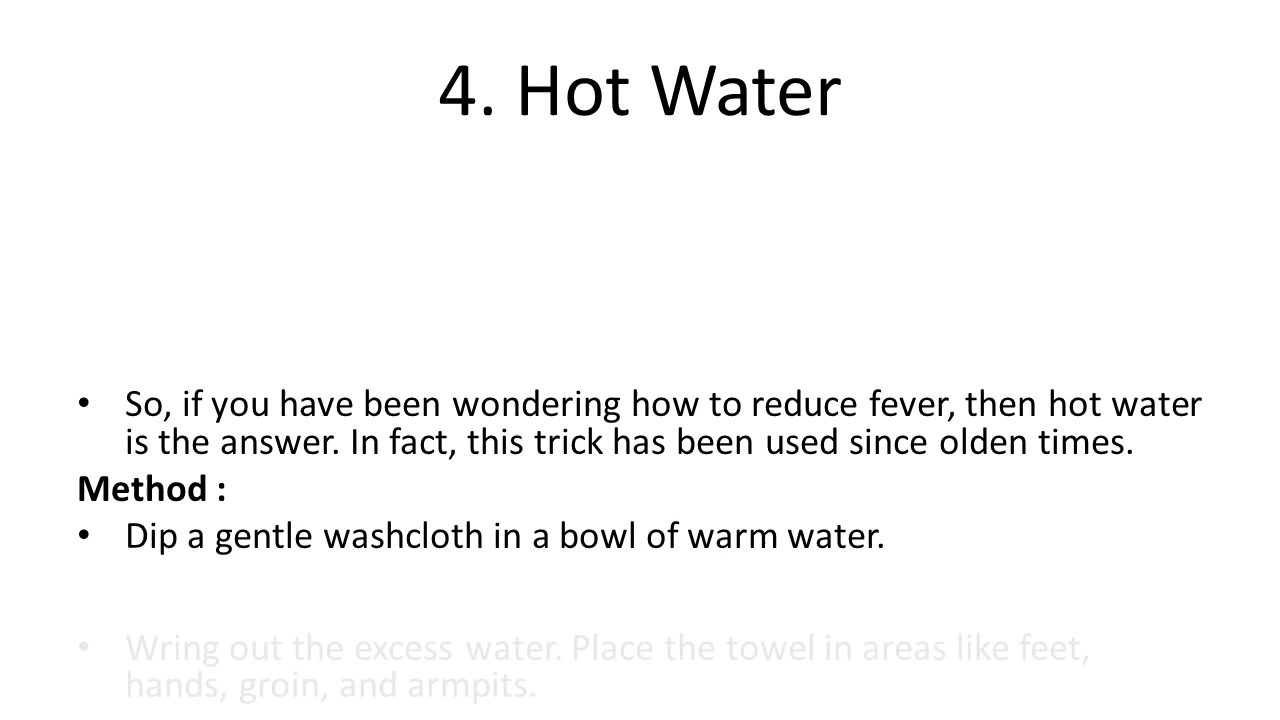 4. Hot Water
• So, if you have been wondering how to reduce fever, then hot water
is the answer. In fact, this trick has been used since olden times.
Method :
• Dip a gentle washcloth in a bowl of warm water.
• Wring out the excess water. Place the towel in areas like feet,
hands, groin, and armpits.